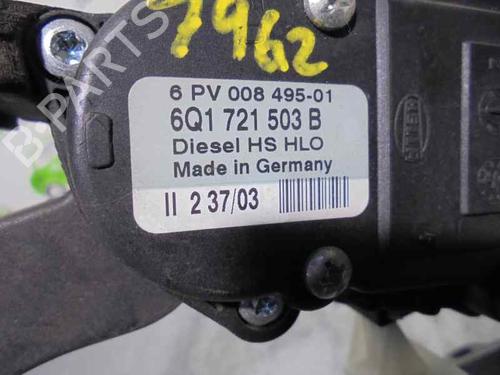 B-PARTS
7962
6 PV 008 495-01
6Q1 721 503 B
Diesel HS HLO
Made in Germany
II 2 37/03